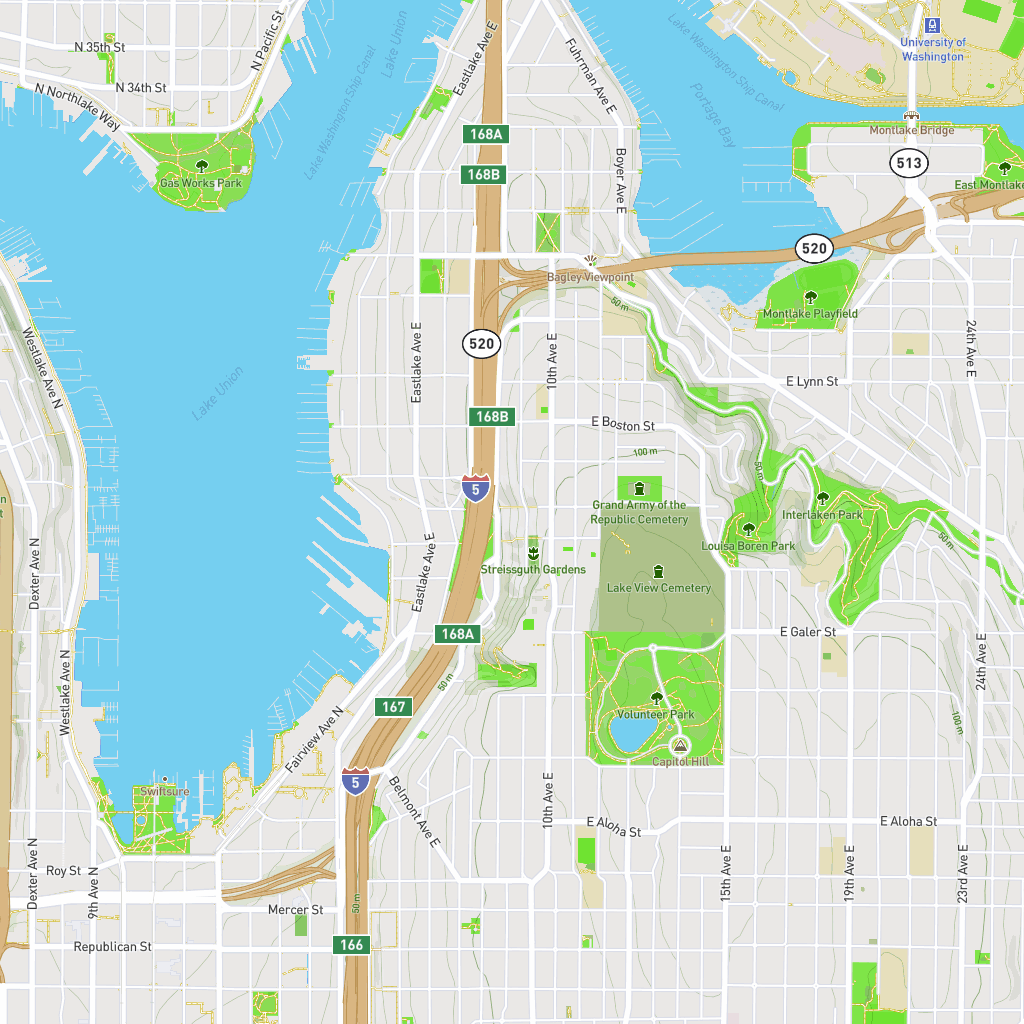 N 35th St
N Pacific St
N 34th St
N Northlake Way
Gas Works Park
Lake Washington Ship Canal
Lake Union
Eastlake Ave E
Fuhrman Ave E
Lake Washington Ship Canal
Portage Bay
University of
Washington
Montlake Bridge
513
East Montlake
168A
168B
Boyer Ave E
520
Bagley Viewpoint
50 m
Montlake Playfield
Westlake Ave N
Lake Union
Eastlake Ave E
520
10th Ave E
24th Ave E
E Lynn St
168B
E Boston St
100 m
50 m
5
Grand Army of the
Republic Cemetery
Interlaken Park
Louisa Boren Park
50 m
n
t
Dexter Ave N
Eastlake Ave E
Streissguth Gardens
Lake View Cemetery
168A
E Galer St
24th Ave E
Westlake Ave N
50 m
167
Volunteer Park
100 m
Fairview Ave N
Capitol Hill
5
Swiftsure
Belmont Ave E
10th Ave E
E Aloha St
E Aloha St
Roy St
Dexter Ave N
9th Ave N
15th Ave E
19th Ave E
23rd Ave E
50 m
Mercer St
Republican St
166